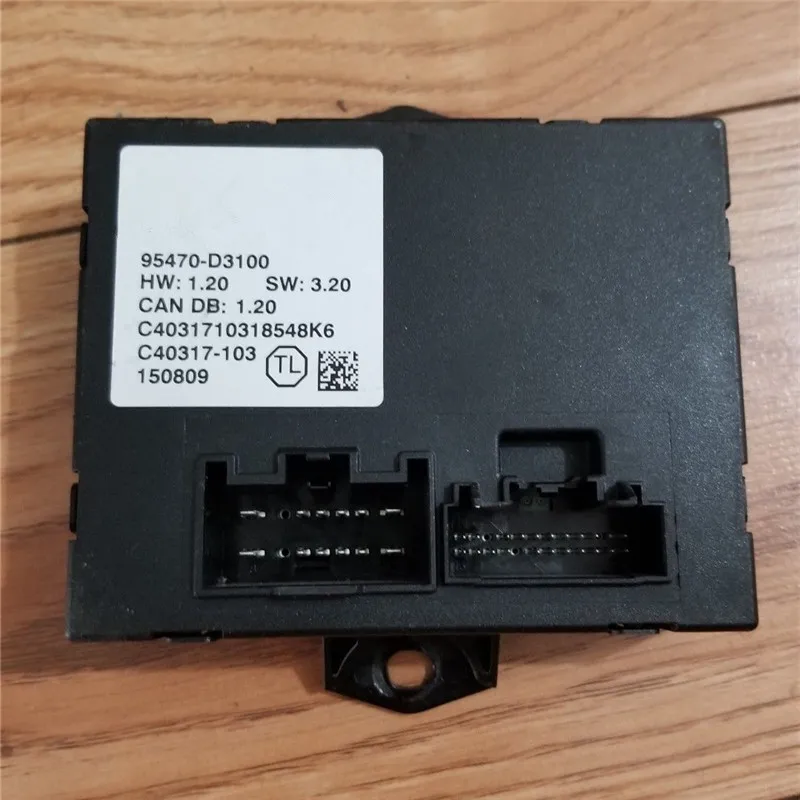 95470-D3100
HW: 1.20 SW: 3.20
CAN DB: 1.20
C4031710318548K6
C40317-103 TL
150809